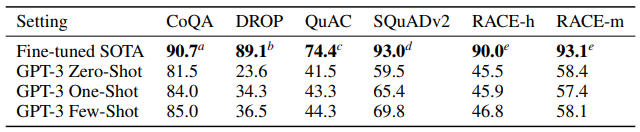 Setting CoQA DROP QuAC SQuADv2 RACE-h RACE-m
Fine-tuned SOTA 90.7ᵃ 89.1ᵇ 74.4ᶜ 93.0ᵈ 90.0ᵉ 93.1ᵉ
GPT-3 Zero-Shot 81.5 23.6 41.5 59.5 45.5 58.4
GPT-3 One-Shot 84.0 34.3 43.3 65.4 45.9 57.4
GPT-3 Few-Shot 85.0 36.5 44.3 69.8 46.8 58.1